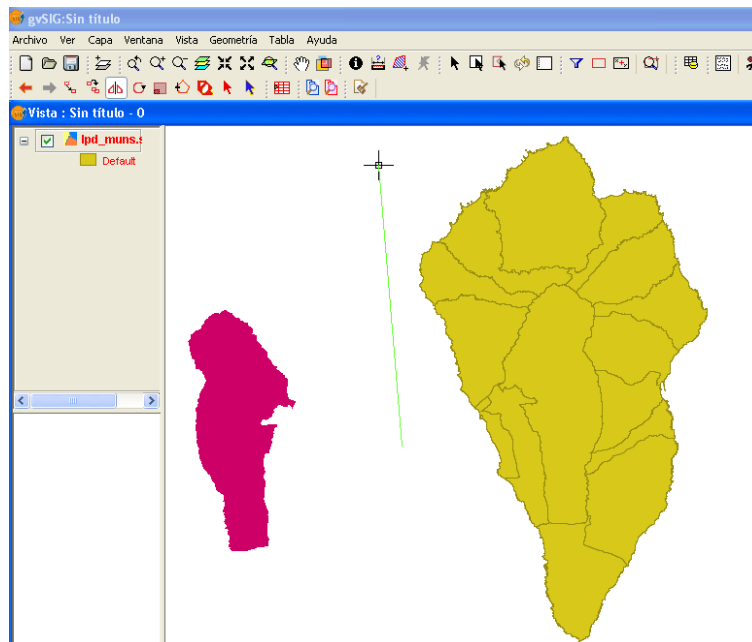 gvSIG:Sin título
Archivo Ver Capa Ventana Vista Geometría Tabla Ayuda
Vista : Sin título - 0
lpd_muns.s
Default